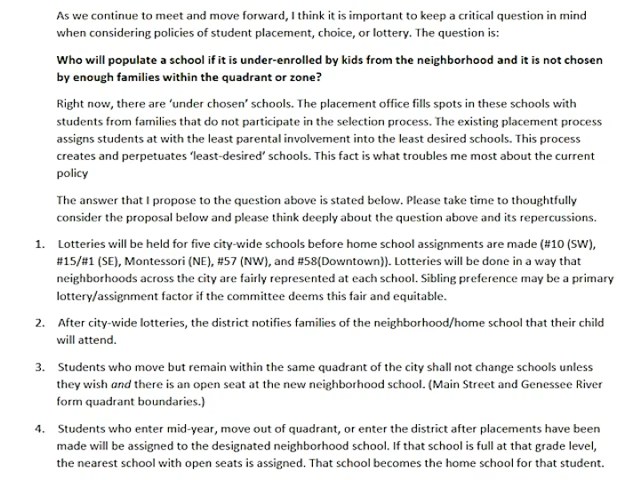 As we continue to meet and move forward, I think it is important to keep a critical question in mind
when considering policies of student placement, choice, or lottery. The question is:
Who will populate a school if it is under-enrolled by kids from the neighborhood and it is not chosen
by enough families within the quadrant or zone?
Right now, there are ‘under chosen’ schools. The placement office fills spots in these schools with
students from families that do not participate in the selection process. The existing placement process
assigns students at with the least parental involvement into the least desired schools. This process
creates and perpetuates ‘least-desired’ schools. This fact is what troubles me most about the current
policy
The answer that I propose to the question above is stated below. Please take time to thoughtfully
consider the proposal below and please think deeply about the question above and its repercussions.
1. Lotteries will be held for five city-wide schools before home school assignments are made (#10 (SW),
#15/#1 (SE), Montessori (NE), #57 (NW), and #58(Downtown)). Lotteries will be done in a way that
neighborhoods across the city are fairly represented at each school. Sibling preference may be a primary
lottery/assignment factor if the committee deems this fair and equitable.
2. After city-wide lotteries, the district notifies families of the neighborhood/home school that their child
will attend.
3. Students who move but remain within the same quadrant of the city shall not change schools unless
they wish and there is an open seat at the new neighborhood school. (Main Street and Genessee River
form quadrant boundaries.)
4. Students who enter mid-year, move out of quadrant, or enter the district after placements have been
made will be assigned to the designated neighborhood school. If that school is full at that grade level,
the nearest school with open seats is assigned. That school becomes the home school for that student.